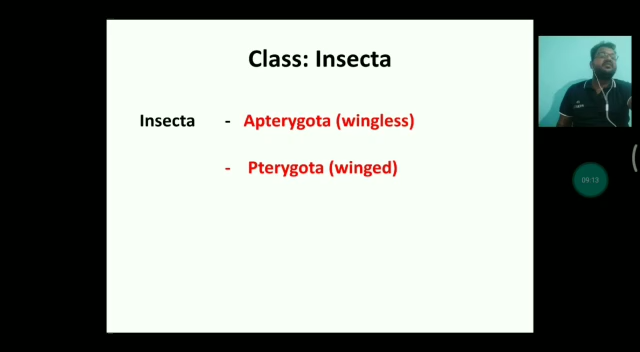 Class: Insecta
Insecta - Apterygota (wingless)
- Pterygota (winged)
09:13